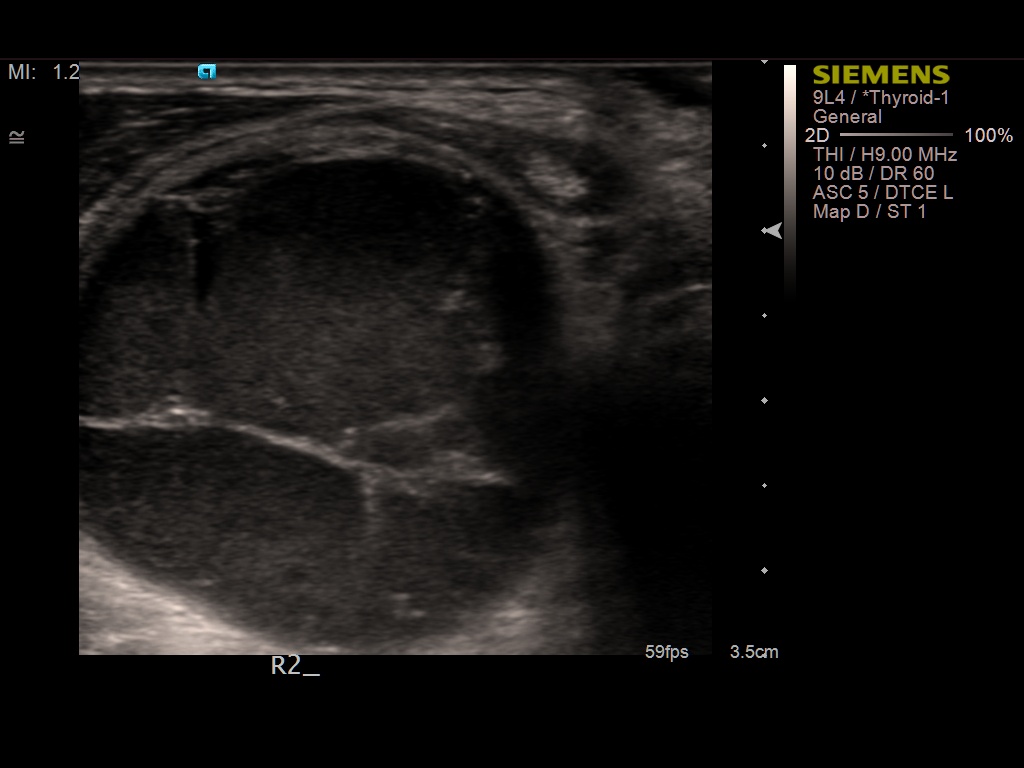 MI: 1.2
SIEMENS
9L4 / *Thyroid-1
General
2D 100%
THI / H9.00 MHz
10 dB / DR 60
ASC 5 / DTCE L
Map D / ST 1
59fps 3.5cm
R2_